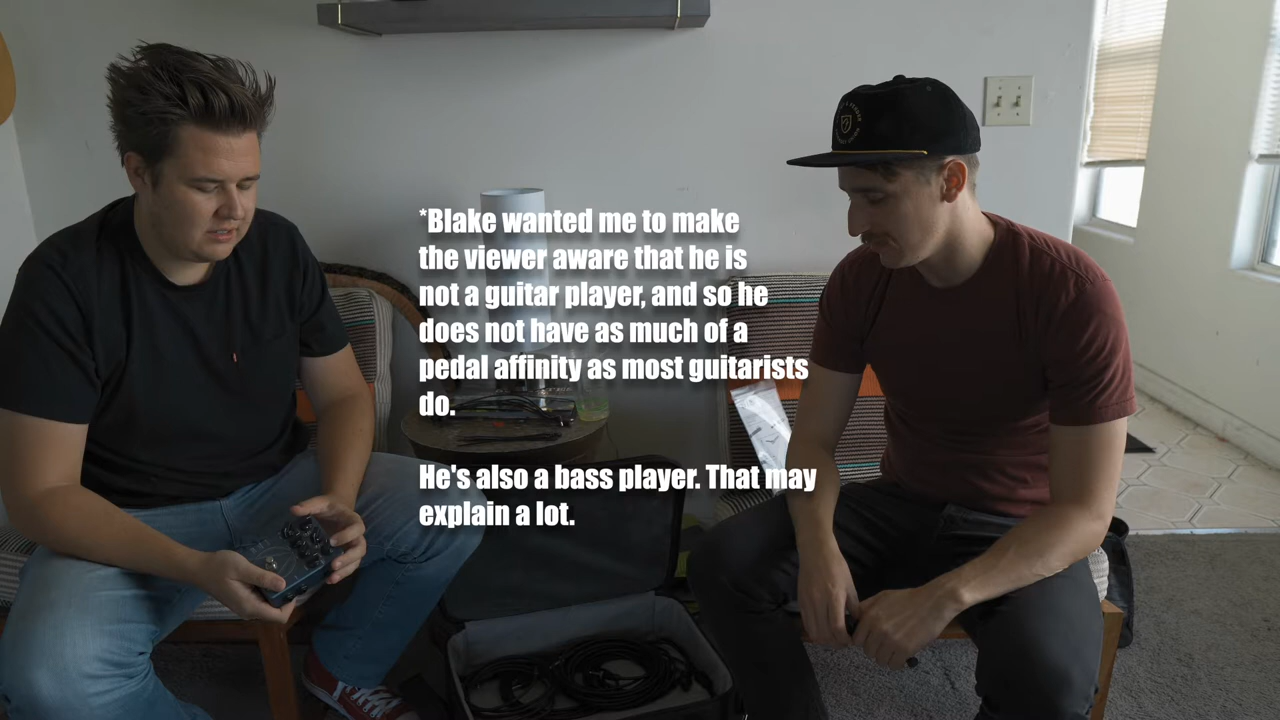 *Blake wanted me to make
the viewer aware that he is
not a guitar player, and so he
does not have as much of a
pedal affinity as most guitarists
do.
He's also a bass player. That may
explain a lot.